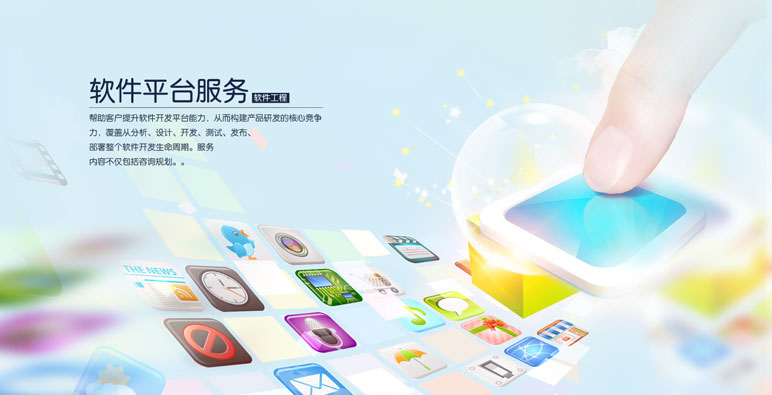 软件平台服务 软件工程
帮助客户提升软件开发平台能力，从而构建产品研发的核心竞争
力，覆盖从分析、设计、开发、测试、发布、
部署整个软件开发生命周期。服务
内容不仅包括咨询规划。。
THE NEWS